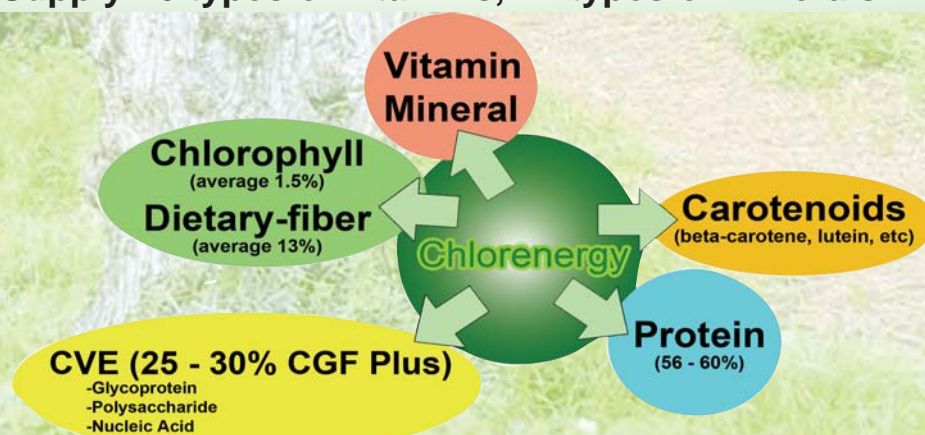 Vitamin
Mineral
Chlorophyll
(average 1.5%)
Dietary-fiber
(average 13%)
Carotenoids
(beta-carotene, lutein, etc)
Chlorenergy
Protein
(56 - 60%)
CVE (25 - 30% CGF Plus)
-Glycoprotein
-Polysaccharide
-Nucleic Acid